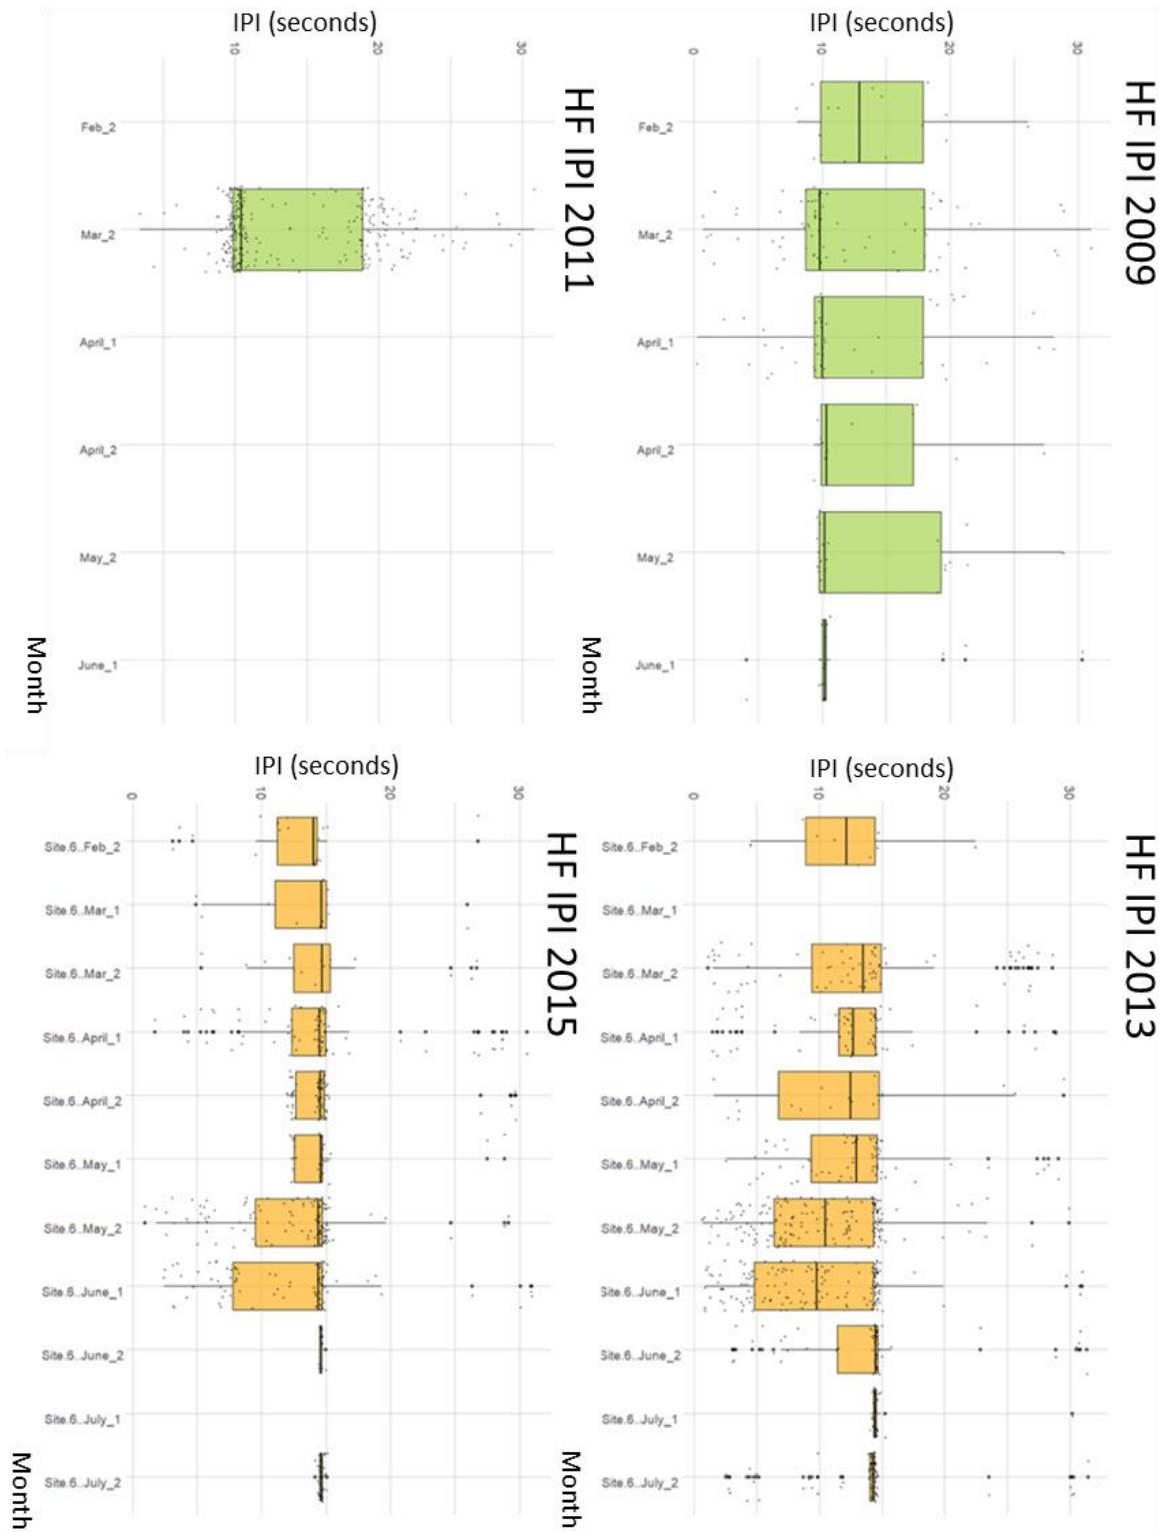 HF IPI 2009
IPI (seconds)
30
20
10
0
Feb_2 Mar_2 April_1 April_2 May_2 June_1
Month
HF IPI 2013
IPI (seconds)
30
20
10
0
Site.6..Feb_2 Site.6..Mar_1 Site.6..Mar_2 Site.6..April_1 Site.6..April_2 Site.6..May_1 Site.6..May_2 Site.6..June_1 Site.6..June_2 Site.6..July_1 Site.6..July_2
Month
HF IPI 2011
IPI (seconds)
30
20
10
Feb_2 Mar_2 April_1 April_2 May_2 June_1
Month
HF IPI 2015
IPI (seconds)
30
20
10
0
Site.6..Feb_2 Site.6..Mar_1 Site.6..Mar_2 Site.6..April_1 Site.6..April_2 Site.6..May_1 Site.6..May_2 Site.6..June_1 Site.6..June_2 Site.6..July_1 Site.6..July_2
Month